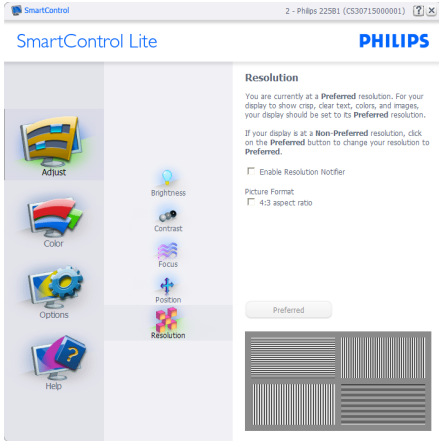 SmartControl
2 - Philips 225B1 (CS30715000001)
SmartControl Lite
PHILIPS
Adjust
Color
Options
Help
Brightness
Contrast
Focus
Position
Resolution
Resolution
You are currently at a Preferred resolution. For your
display to show crisp, clear text, colors, and images,
your display should be set to its Preferred resolution.
If your display is at a Non-Preferred resolution, click
on the Preferred button to change your resolution to
Preferred.
Enable Resolution Notifier
Picture Format
4:3 aspect ratio
Preferred